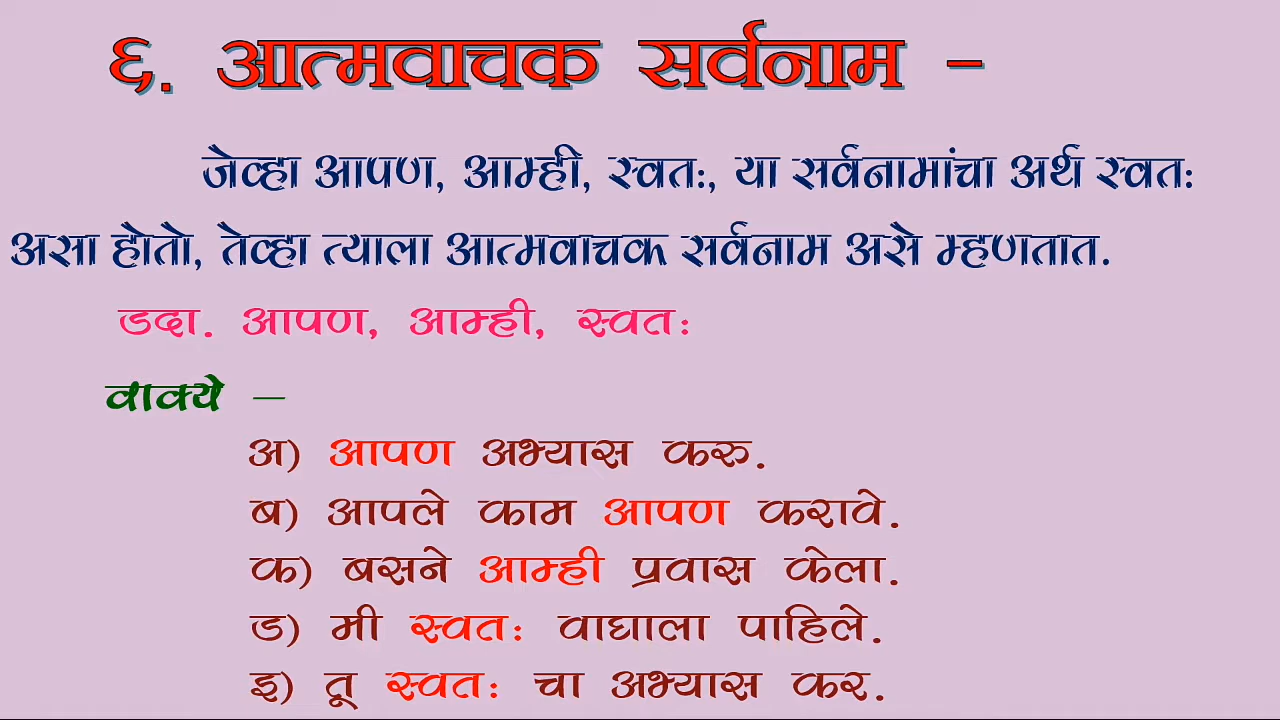 ६. आत्मवाचक सर्वनाम -
जेव्हा आपण, आम्ही, स्वतः, या सर्वनामांचा अर्थ स्वतः
असा होतो, तेव्हा त्याला आत्मवाचक सर्वनाम असे म्हणतात.
उदा. आपण, आम्ही, स्वतः
वाक्ये -
अ) आपण अभ्यास करु.
ब) आपले काम आपण करावे.
क) बसने आम्ही प्रवास केला.
ड) मी स्वतः वाघाला पाहिले.
इ) तू स्वतः चा अभ्यास कर.